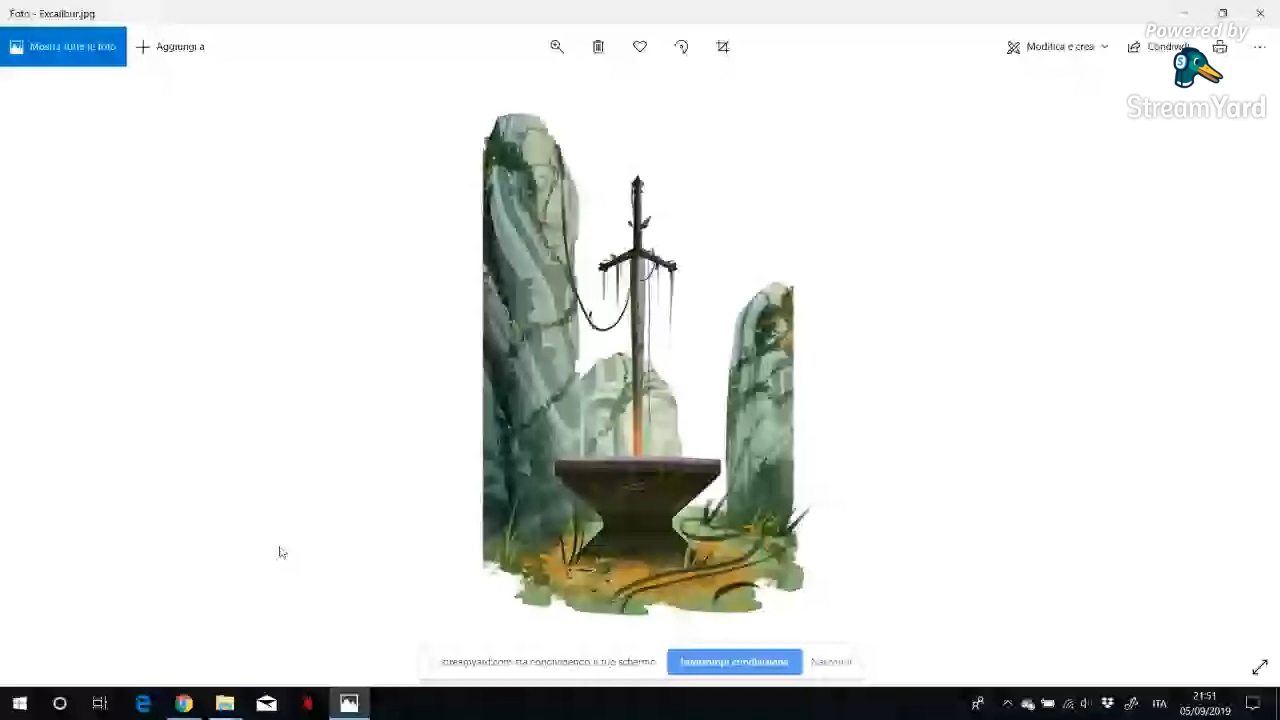 Foto - Excalibur.jpg
Mostra tutte le foto
Aggiungi a
Modifica e crea
Condividi
Powered by
S
StreamYard
streamyard.com sta condividendo il tuo schermo.
Interrompi condivisione
Nascondi
ITA
21:51
05/09/2019